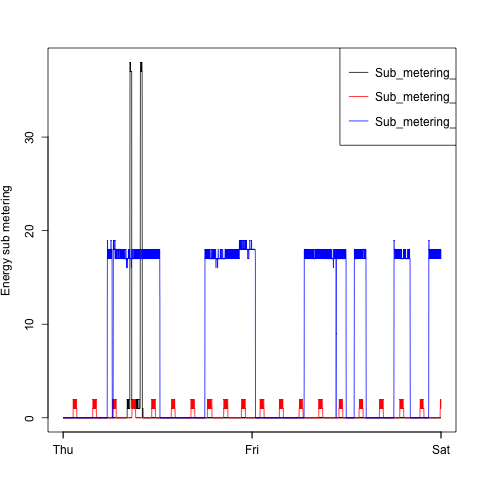 Sub_metering_
Sub_metering_
Sub_metering_
Energy sub metering
30
20
10
0
Thu Fri Sat